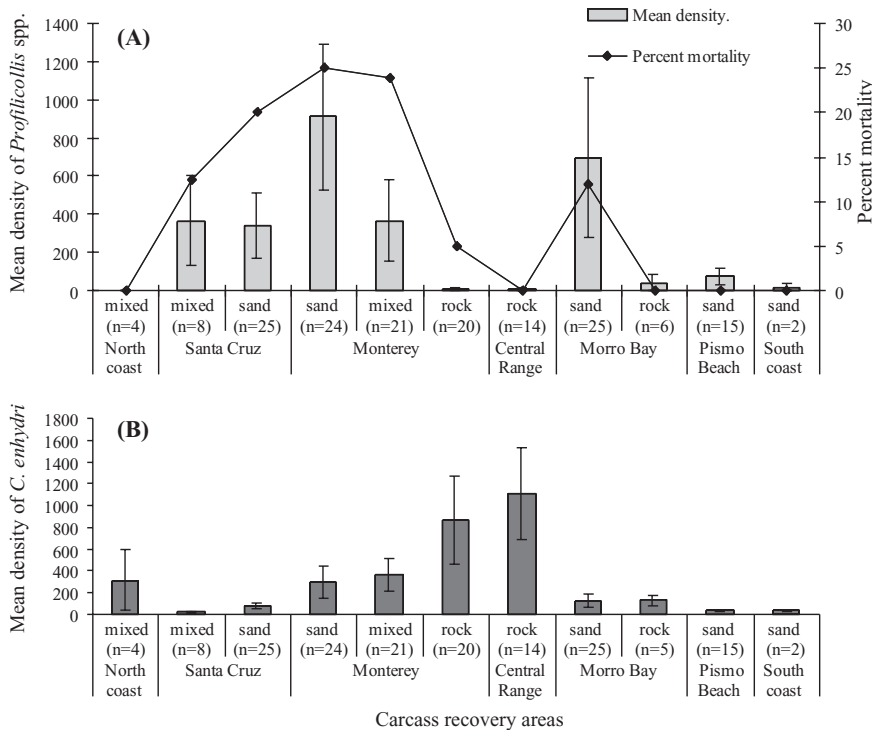 (A)
Mean density of Profilicollis spp.
1400
1200
1000
800
600
400
200
0
Mean density.
Percent mortality
30
25
20
15
10
5
0
Percent mortality
mixed mixed sand sand mixed rock rock sand rock sand sand
(n=4) (n=8) (n=25) (n=24) (n=21) (n=20) (n=14) (n=25) (n=6) (n=15) (n=2)
North Santa Cruz Monterey Central Morro Bay Pismo South
coast Range Beach coast
(B)
Mean density of C. enhydri
1800
1600
1400
1200
1000
800
600
400
200
0
mixed mixed sand sand mixed rock rock sand rock sand sand
(n=4) (n=8) (n=25) (n=24) (n=21) (n=20) (n=14) (n=25) (n=5) (n=15) (n=2)
North Santa Cruz Monterey Central Morro Bay Pismo South
coast Range Beach coast
Carcass recovery areas